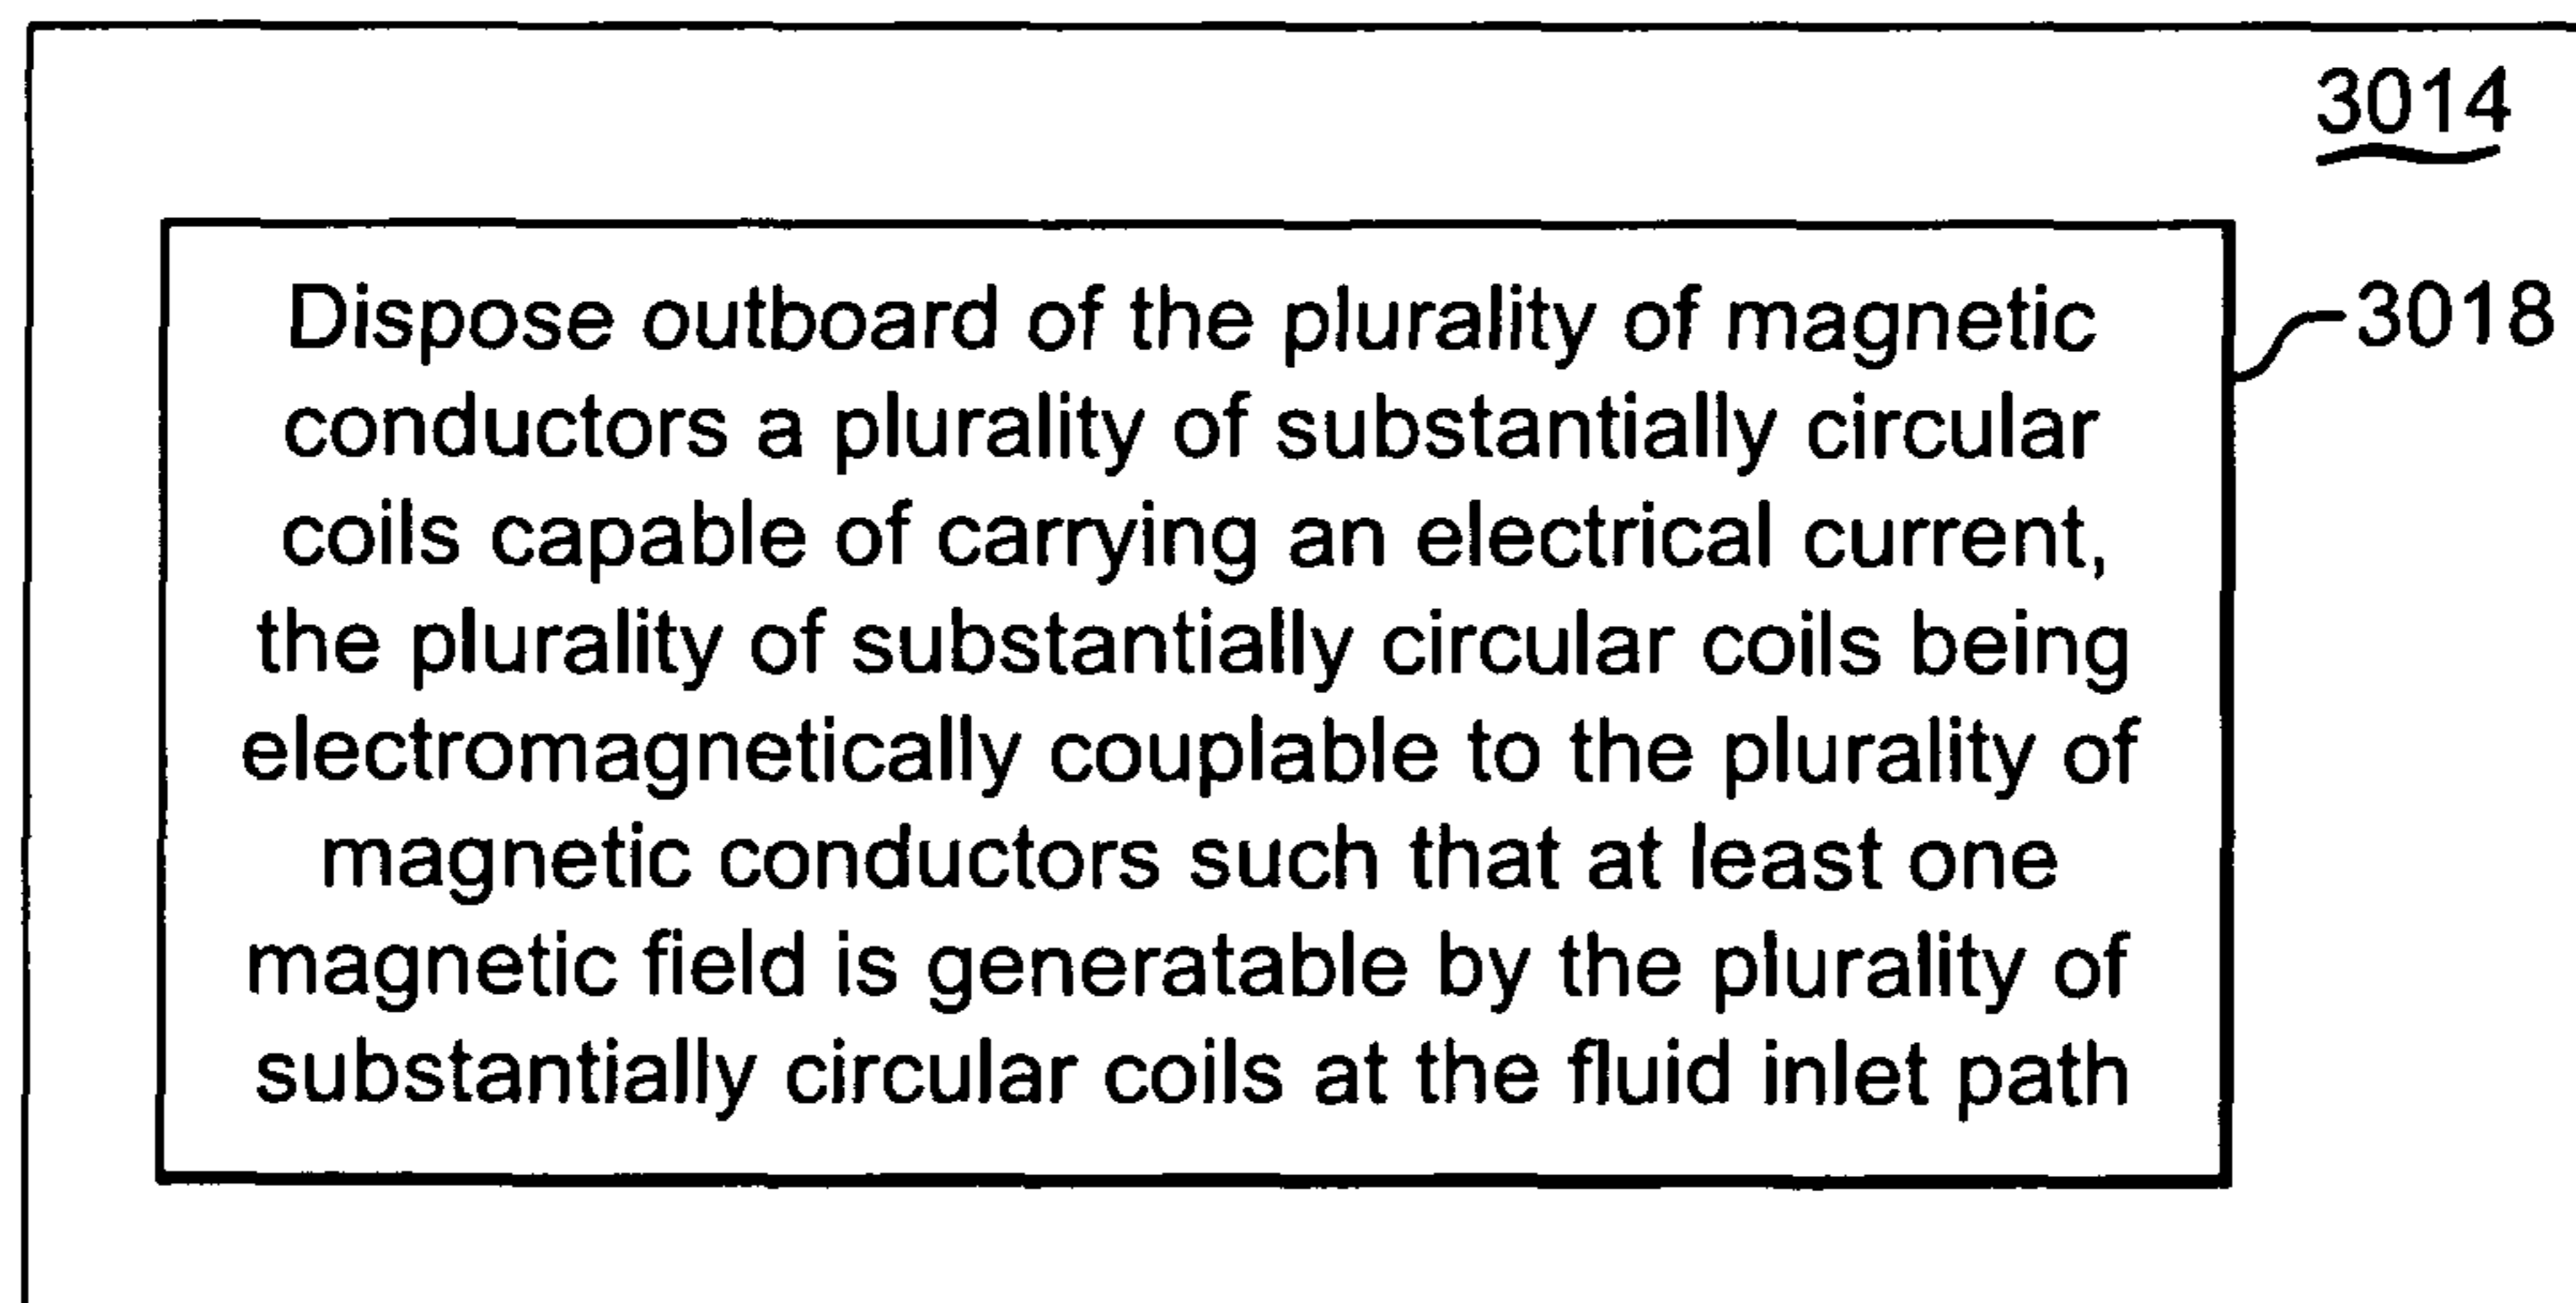 3014
Dispose outboard of the plurality of magnetic
3018
conductors a plurality of substantially circular
coils capable of carrying an electrical current,
the plurality of substantially circular coils being
electromagnetically couplable to the plurality of
magnetic conductors such that at least one
magnetic field is generatable by the plurality of
substantially circular coils at the fluid inlet path